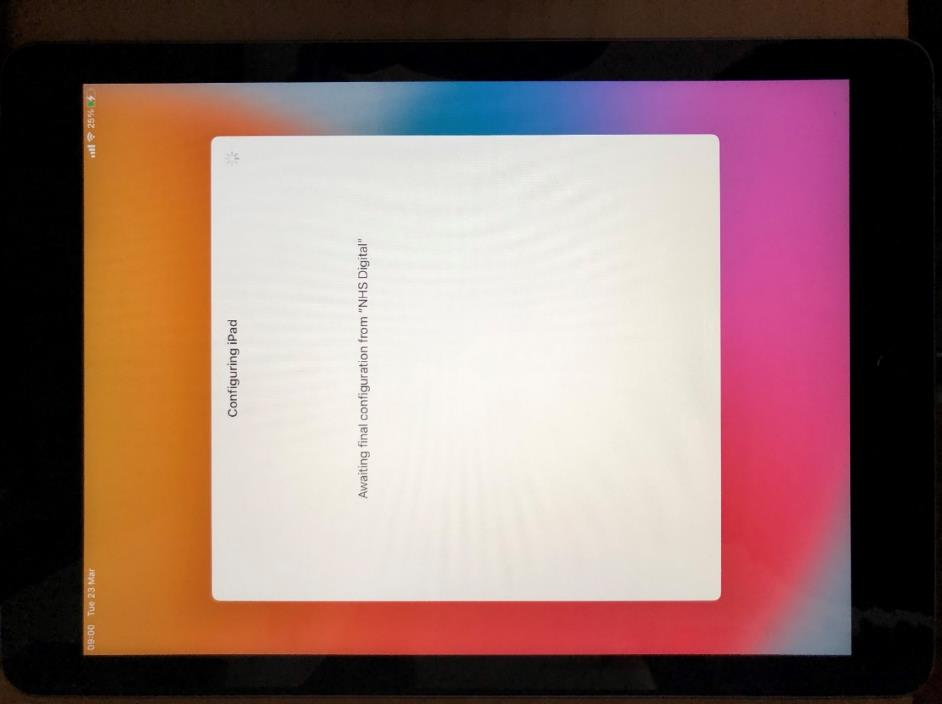 09:00 Tue 23 Mar
25%
Configuring iPad
Awaiting final configuration from "NHS Digital"